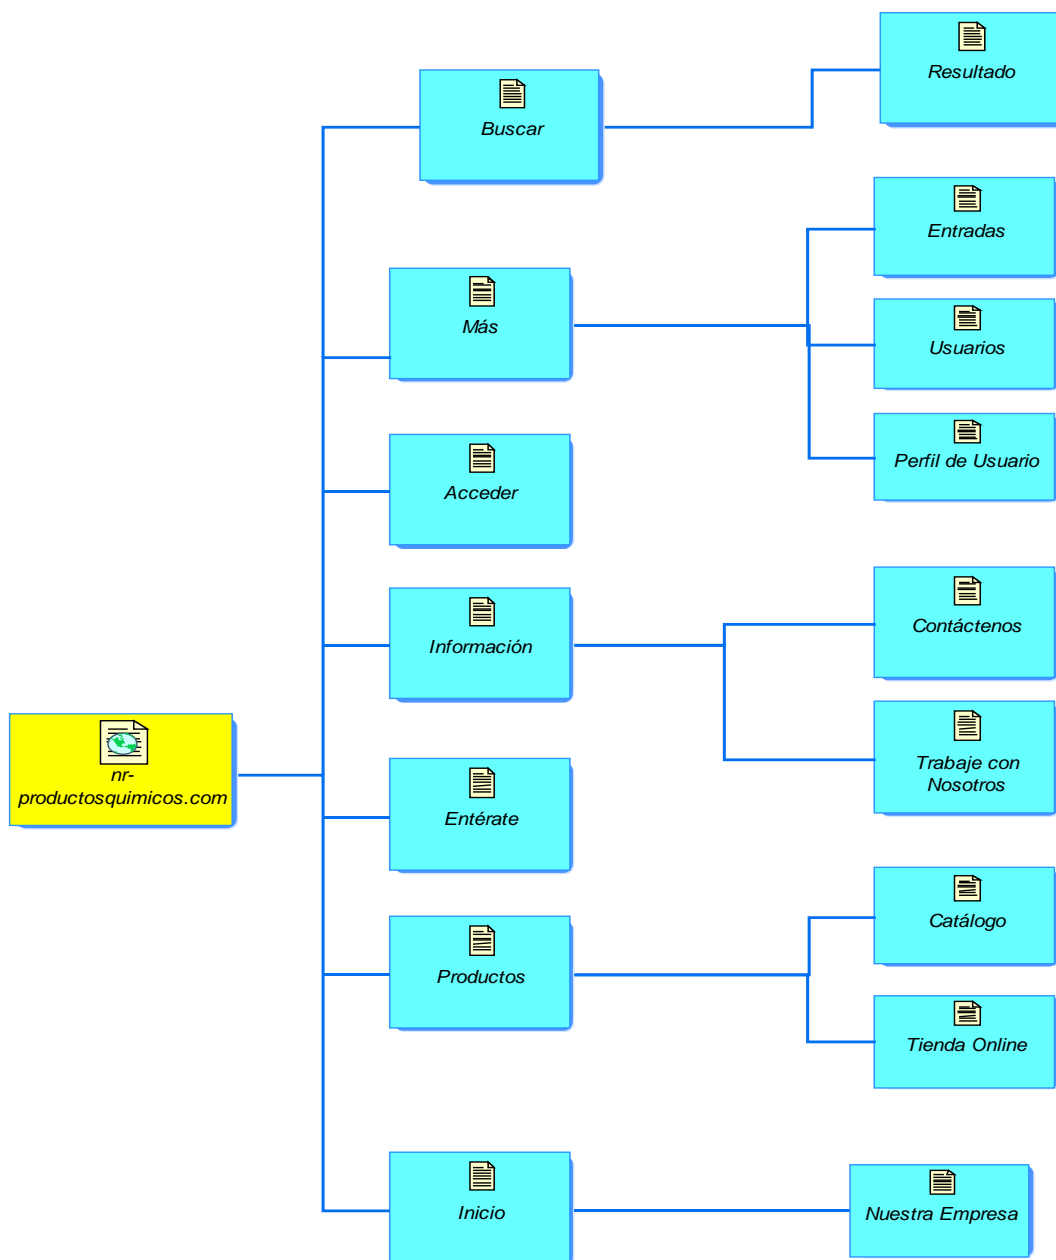 Resultado
Buscar
Entradas
Más
Usuarios
Perfil de Usuario
Acceder
Contáctenos
Información
Trabaje con
Nosotros
nr-
productosquimicos.com
Entérate
Catálogo
Productos
Tienda Online
Inicio
Nuestra Empresa